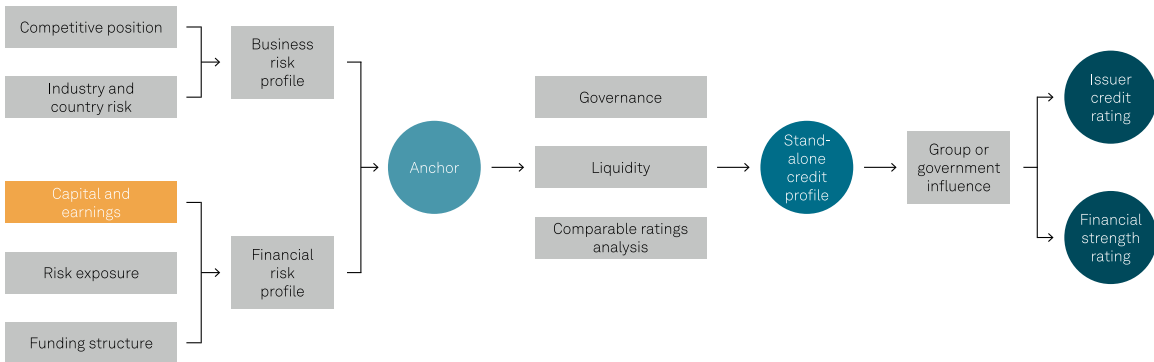 Competitive position
Industry and
country risk
Business
risk
profile
Capital and
earnings
Risk exposure
Funding structure
Financial
risk
profile
Anchor
Governance
Liquidity
Comparable ratings
analysis
Stand-
alone
credit
profile
Group or
government
influence
Issuer
credit
rating
Financial
strength
rating